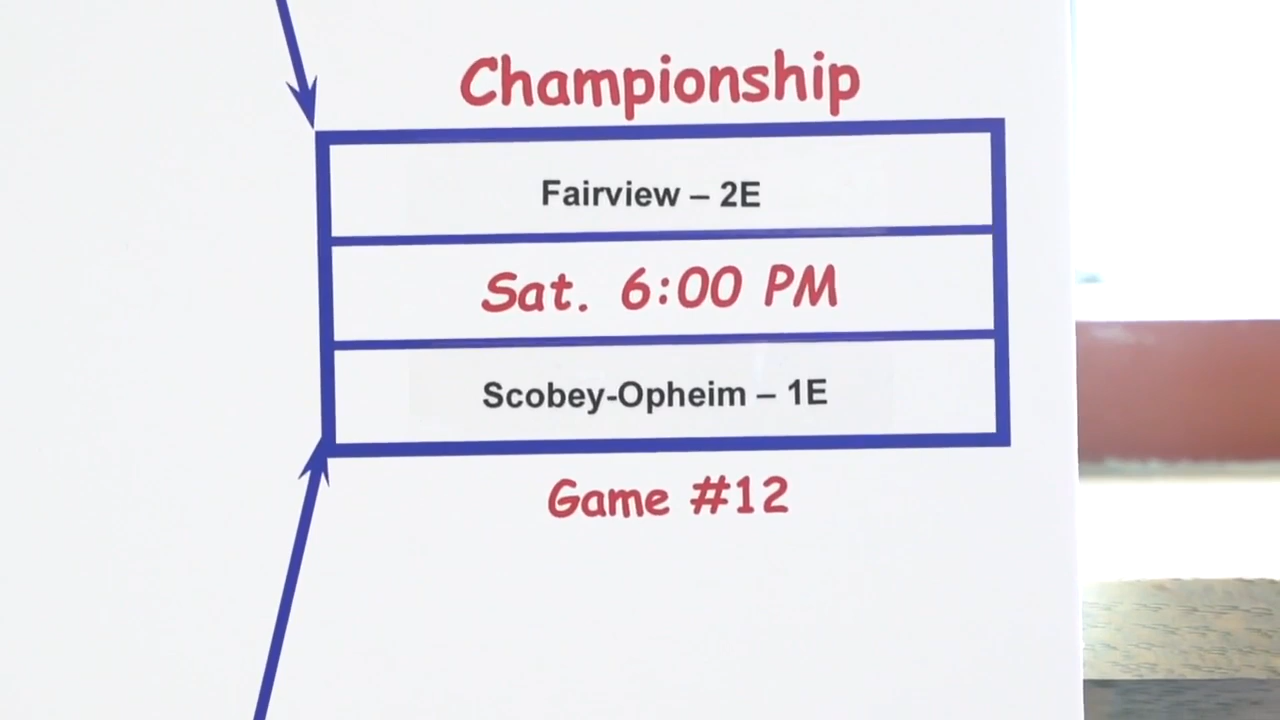 Championship
Fairview – 2E
Sat. 6:00 PM
Scobey-Opheim – 1E
Game #12